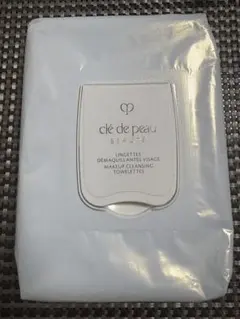 clé de peau
BEAUTÉ
LINGETTES
DÉMAQUILLANTES VISAGE
MAKEUP CLEANSING
TOWELETTES